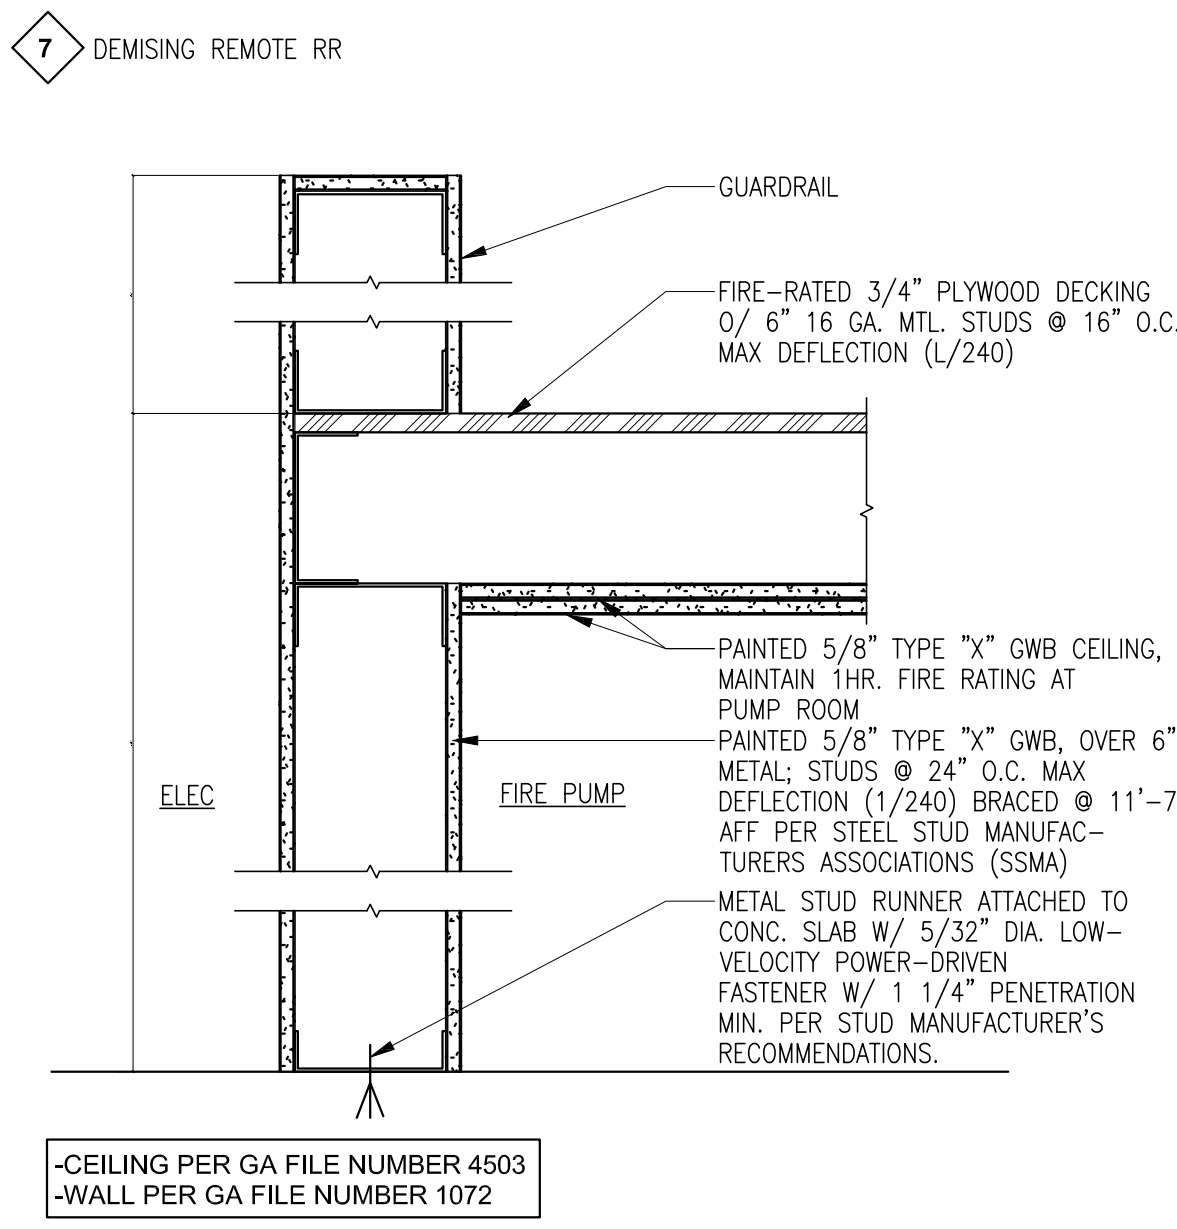 7 DEMISING REMOTE RR
GUARDRAIL
FIRE-RATED 3/4" PLYWOOD DECKING
O/ 6" 16 GA. MTL. STUDS @ 16" O.C.
MAX DEFLECTION (L/240)
PAINTED 5/8" TYPE "X" GWB CEILING,
MAINTAIN 1HR. FIRE RATING AT
PUMP ROOM
PAINTED 5/8" TYPE "X" GWB, OVER 6"
METAL; STUDS @ 24" O.C. MAX
DEFLECTION (1/240) BRACED @ 11'-7
AFF PER STEEL STUD MANUFAC-
TURERS ASSOCIATIONS (SSMA)
ELEC
FIRE PUMP
METAL STUD RUNNER ATTACHED TO
CONC. SLAB W/ 5/32" DIA. LOW-
VELOCITY POWER-DRIVEN
FASTENER W/ 1 1/4" PENETRATION
MIN. PER STUD MANUFACTURER'S
RECOMMENDATIONS.
-CEILING PER GA FILE NUMBER 4503
-WALL PER GA FILE NUMBER 1072